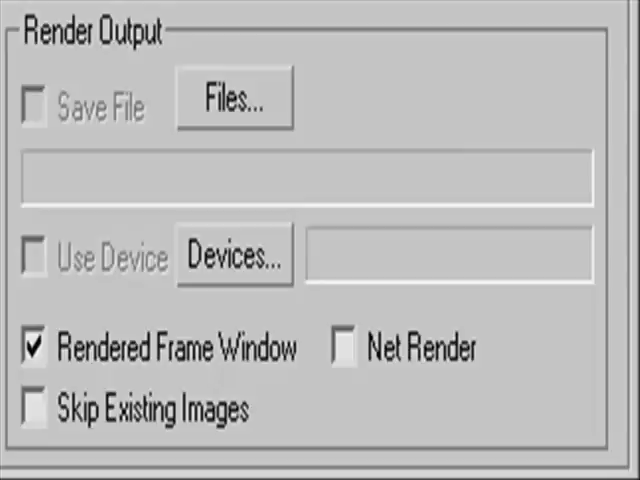 Render Output
Save File Files...
Use Device Devices...
Rendered Frame Window Net Render
Skip Existing Images